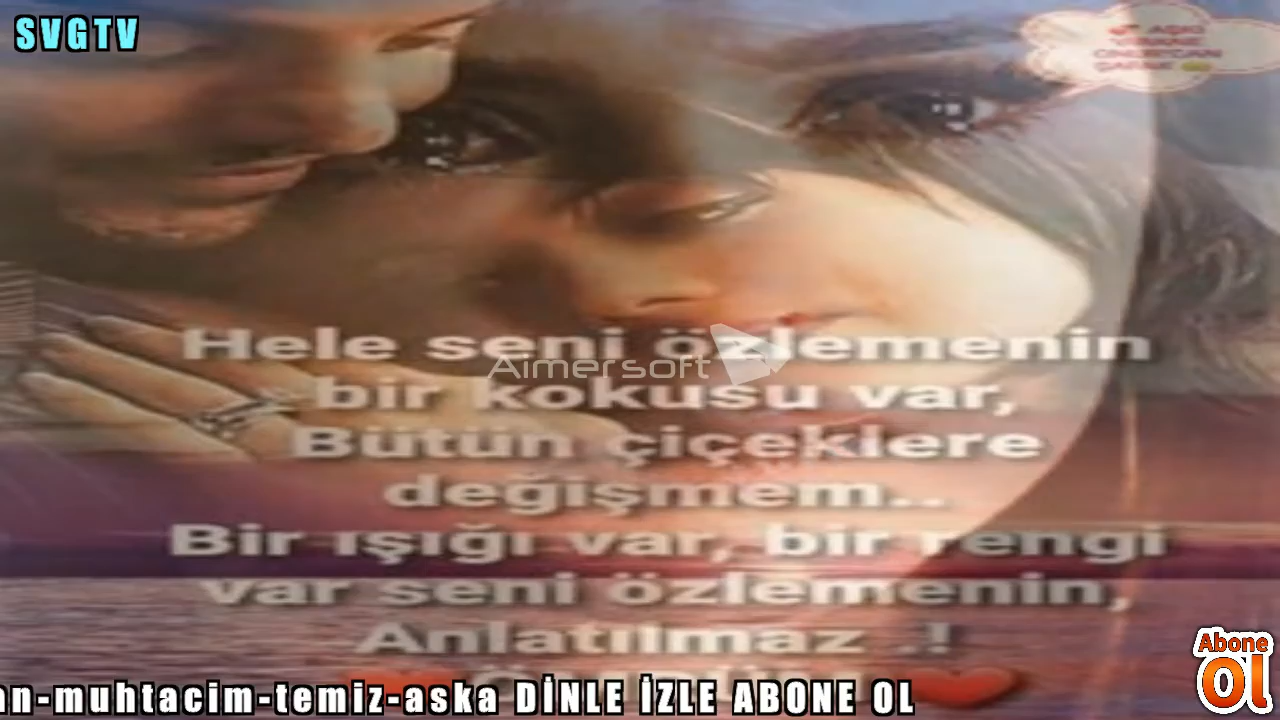 SVGTV
Hele seni özlemenin
Aimersoft
bir kokusu var,
Bütün çiçeklere
değişmem..
Bir ışığı var, bir rengi
var seni özlemenin,
Anlatılmaz .!
an-muhtacim-temiz-aska DİNLE İZLE ABONE OL
Abone
Ol